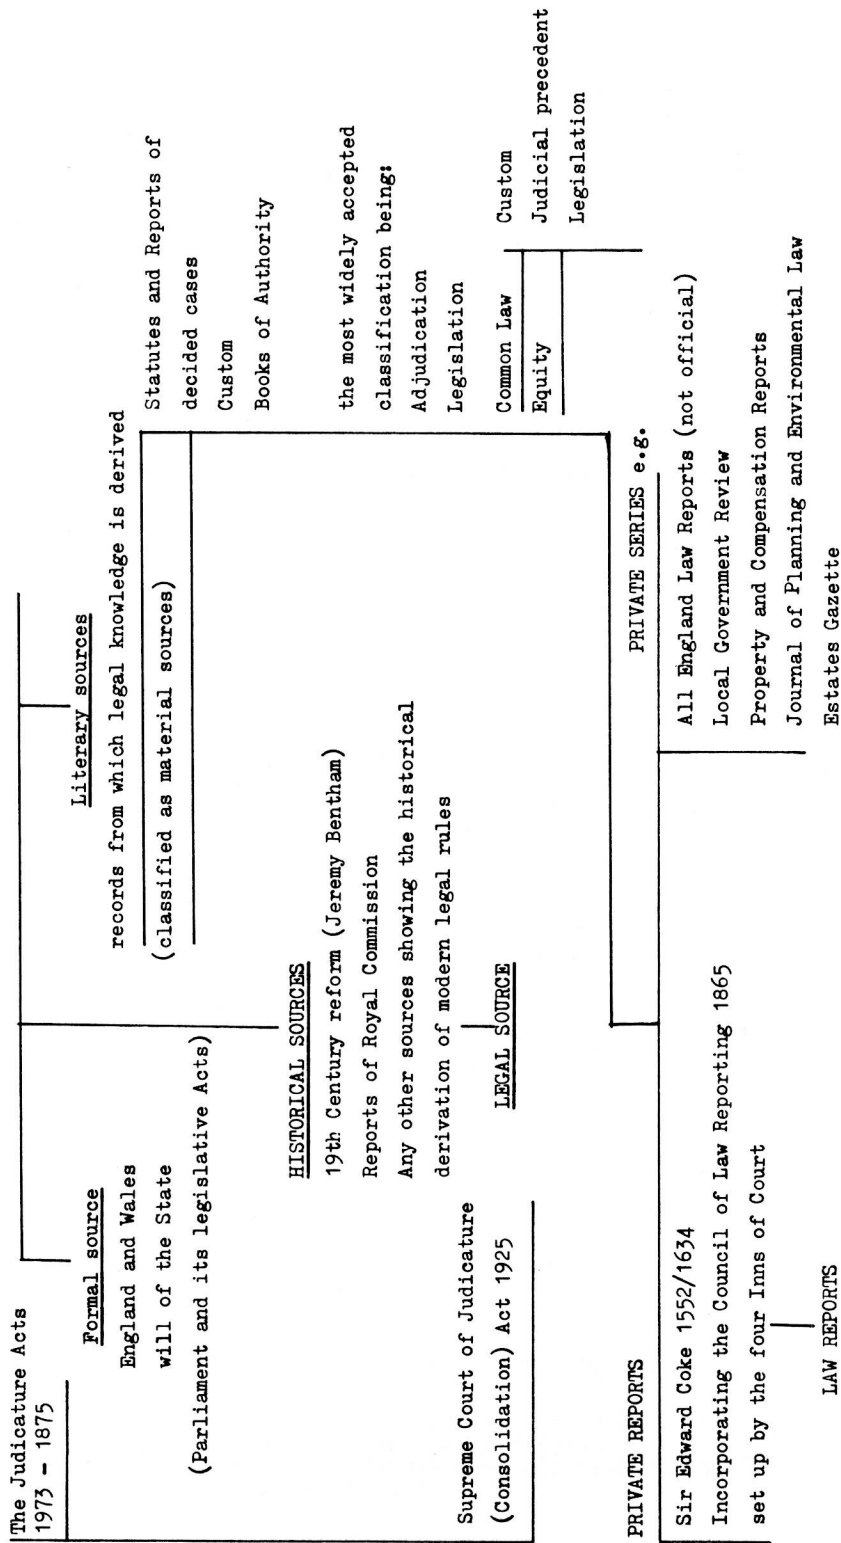 The Judicature Acts
1973 - 1875
Formal source
England and Wales
will of the State
(Parliament and its legislative Acts)
Literary sources
records from which legal knowledge is derived
(classified as material sources)
Statutes and Reports of
decided cases
Custom
Books of Authority
HISTORICAL SOURCES
19th Century reform (Jeremy Bentham)
Reports of Royal Commission
Any other sources showing the historical
derivation of modern legal rules
the most widely accepted
classification being:
Adjudication
Legislation
Supreme Court of Judicature
(Consolidation) Act 1925
LEGAL SOURCE
Common Law
Equity
Custom
Judicial precedent
Legislation
PRIVATE REPORTS
Sir Edward Coke 1552/1634
Incorporating the Council of Law Reporting 1865
set up by the four Inns of Court
LAW REPORTS
PRIVATE SERIES e.g.
All England Law Reports (not official)
Local Government Review
Property and Compensation Reports
Journal of Planning and Environmental Law
Estates Gazette